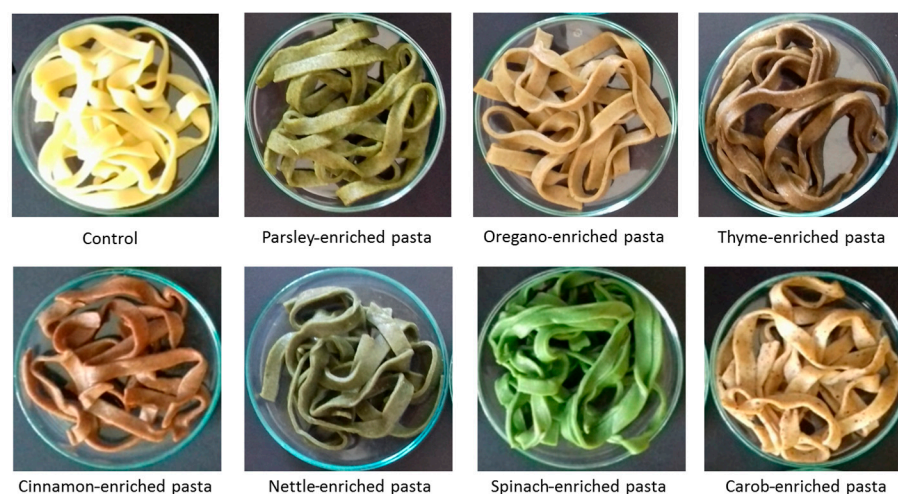 Control
Parsley-enriched pasta
Oregano-enriched pasta
Thyme-enriched pasta
Cinnamon-enriched pasta
Nettle-enriched pasta
Spinach-enriched pasta
Carob-enriched pasta